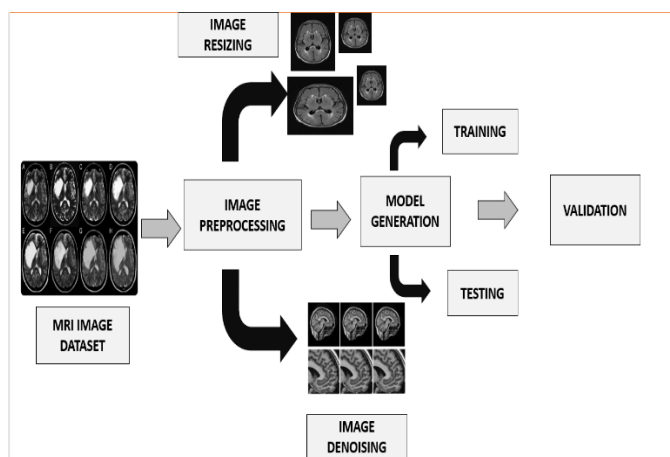 IMAGE
RESIZING
TRAINING
A B C D
E F G H
IMAGE
PREPROCESSING
MODEL
GENERATION
VALIDATION
TESTING
MRI IMAGE
DATASET
IMAGE
DENOISING